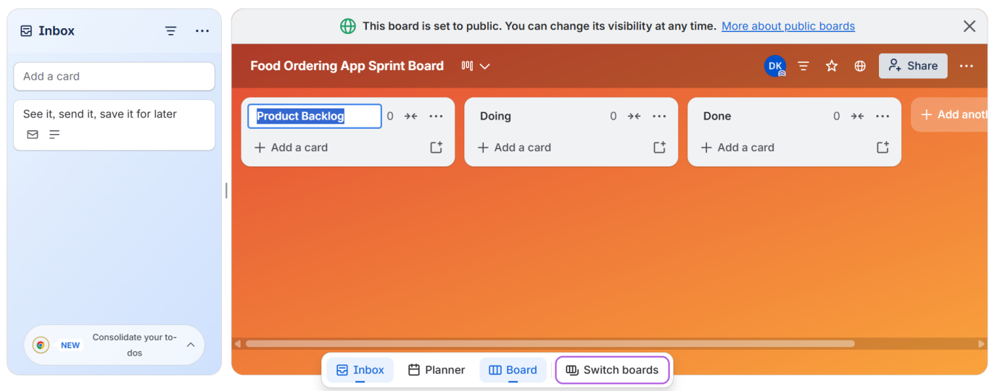 Inbox
Add a card
See it, send it, save it for later
NEW
Consolidate your to-
dos
This board is set to public. You can change its visibility at any time. More about public boards
Food Ordering App Sprint Board
DK
Share
Product Backlog 0
Add a card
Doing 0
Add a card
Done 0
Add a card
Add anot
Inbox
Planner
Board
Switch boards